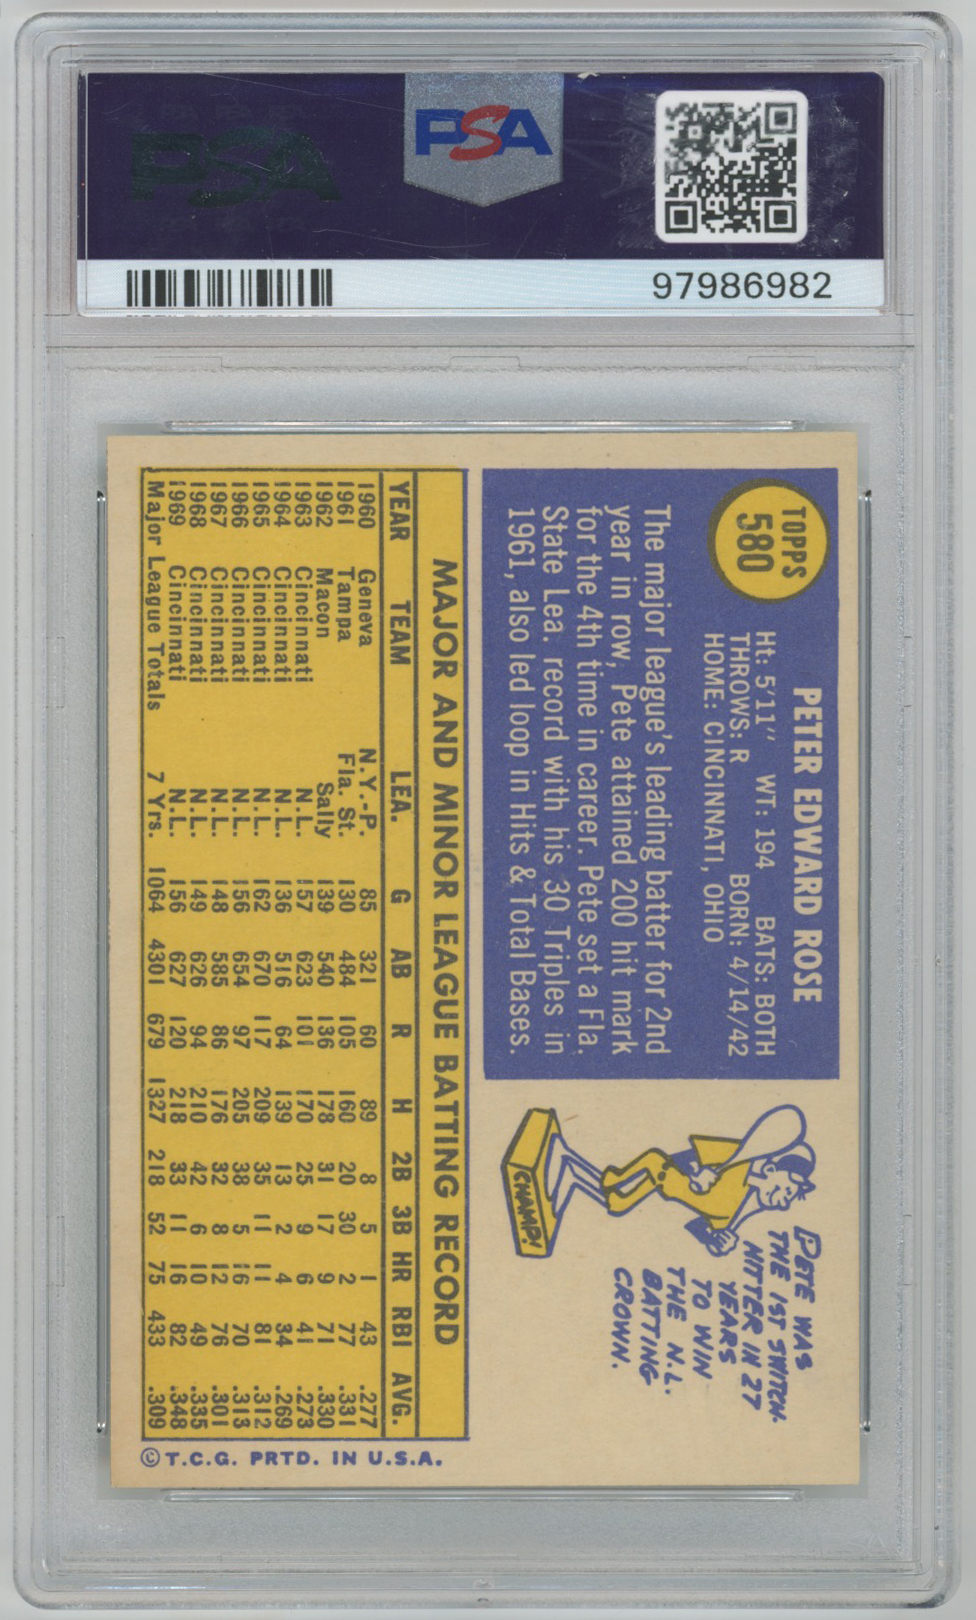 PSA
PSA
97986982
TOPPS
580
PETER EDWARD ROSE
Ht: 5'11" WT: 194 BATS: BOTH
THROWS: R BORN: 4/14/42
HOME: CINCINNATI, OHIO
The major league's leading batter for 2nd
year in row, Pete attained 200 hit mark
for the 4th time in career. Pete set a Fla.
State Lea. record with his 30 Triples in
1961, also led loop in Hits & Total Bases.
PETE WAS
THE 1ST SWITCH-
HITTER IN 27
YEARS
TO WIN
THE N.L.
BATTING
CROWN.
CHAMP!
MAJOR AND MINOR LEAGUE BATTING RECORD
YEAR TEAM LEA. G AB R H 2B 3B HR RBI AVG.
1960 Geneva N.Y.-P. 85 321 60 89 8 5 1 43 .277
1961 Tampa Fla. St. 130 484 105 160 20 30 2 77 .331
1962 Macon Sally 139 540 136 178 31 17 9 71 .330
1963 Cincinnati N.L. 157 623 101 170 25 9 6 41 .273
1964 Cincinnati N.L. 136 516 64 139 13 2 4 34 .269
1965 Cincinnati N.L. 162 670 117 209 35 11 11 81 .312
1966 Cincinnati N.L. 156 654 97 205 38 5 16 70 .313
1967 Cincinnati N.L. 148 585 86 176 32 8 12 76 .301
1968 Cincinnati N.L. 149 626 94 210 42 6 10 49 .335
1969 Cincinnati N.L. 156 627 120 218 33 11 16 82 .348
Major League Totals 7 Yrs. 1064 4301 679 1327 218 52 75 433 .309
© T.C.G. PRTD. IN U.S.A.